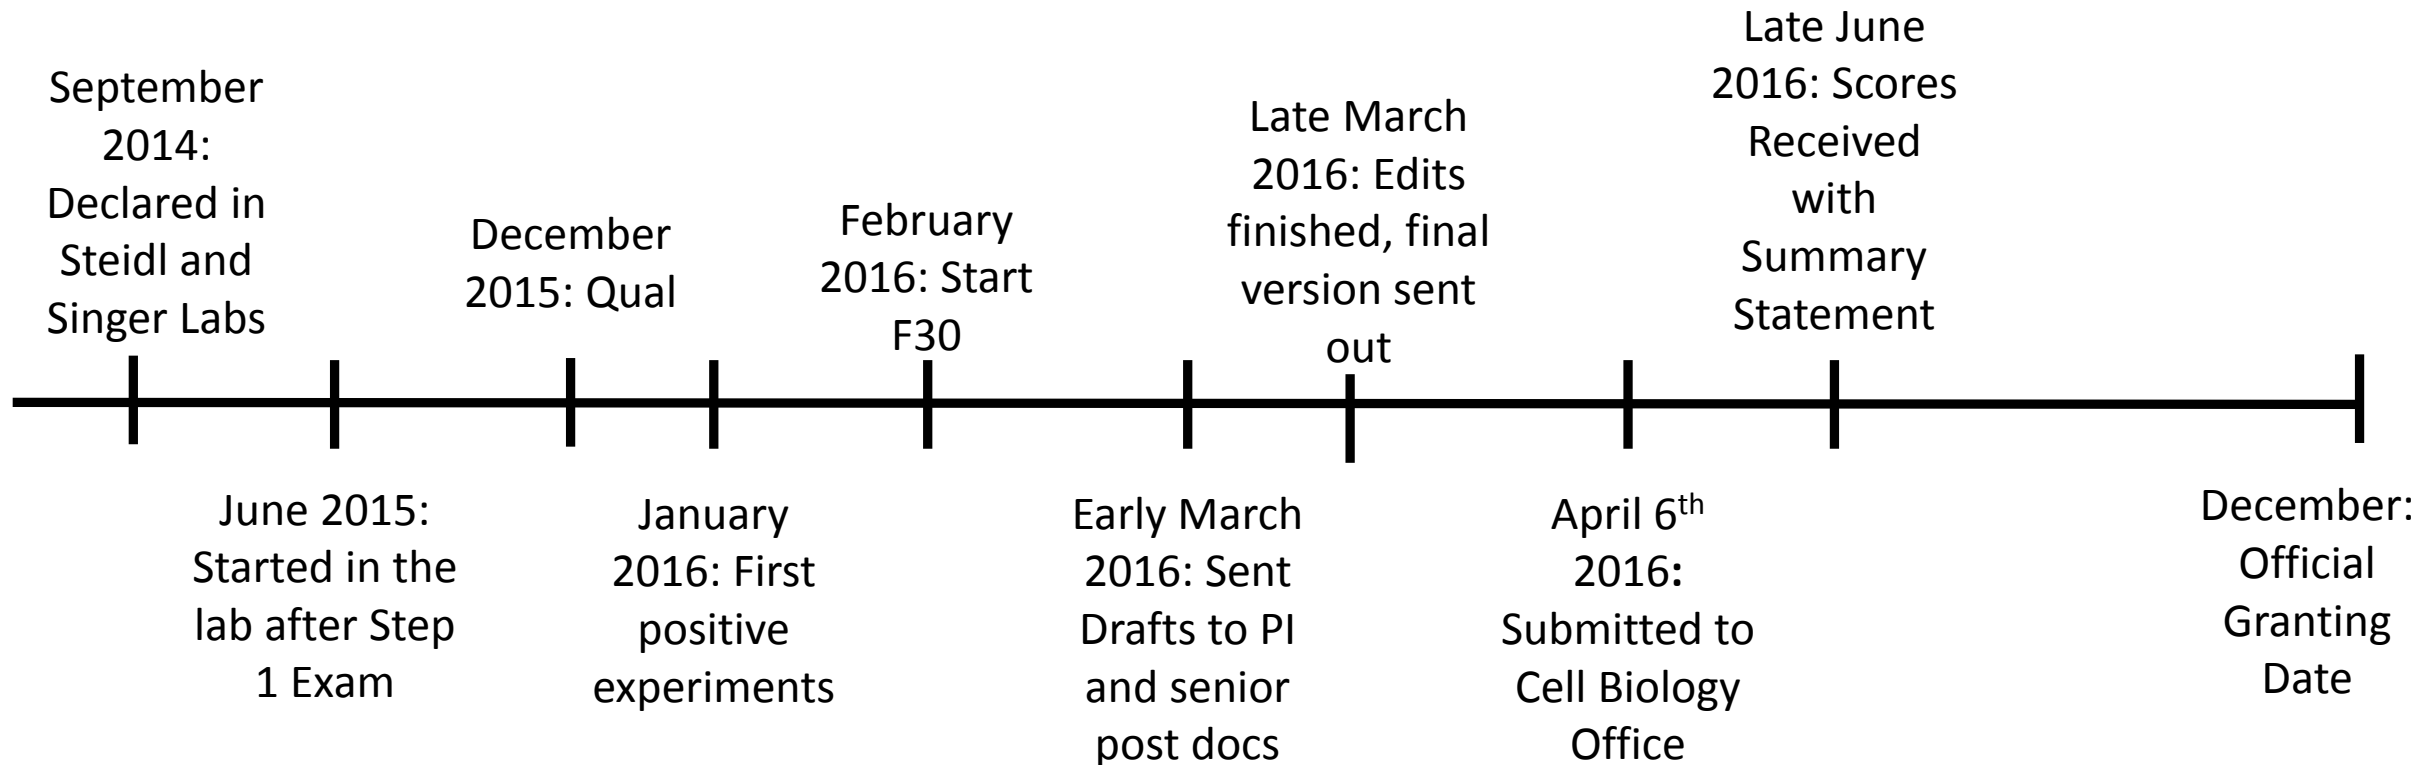 September
2014:
Declared in
Steidl and
Singer Labs
June 2015:
Started in the
lab after Step
1 Exam
December
2015: Qual
January
2016: First
positive
experiments
February
2016: Start
F30
Early March
2016: Sent
Drafts to PI
and senior
post docs
Late March
2016: Edits
finished, final
version sent
out
April 6th
2016:
Submitted to
Cell Biology
Office
Late June
2016: Scores
Received
with
Summary
Statement
December:
Official
Granting
Date